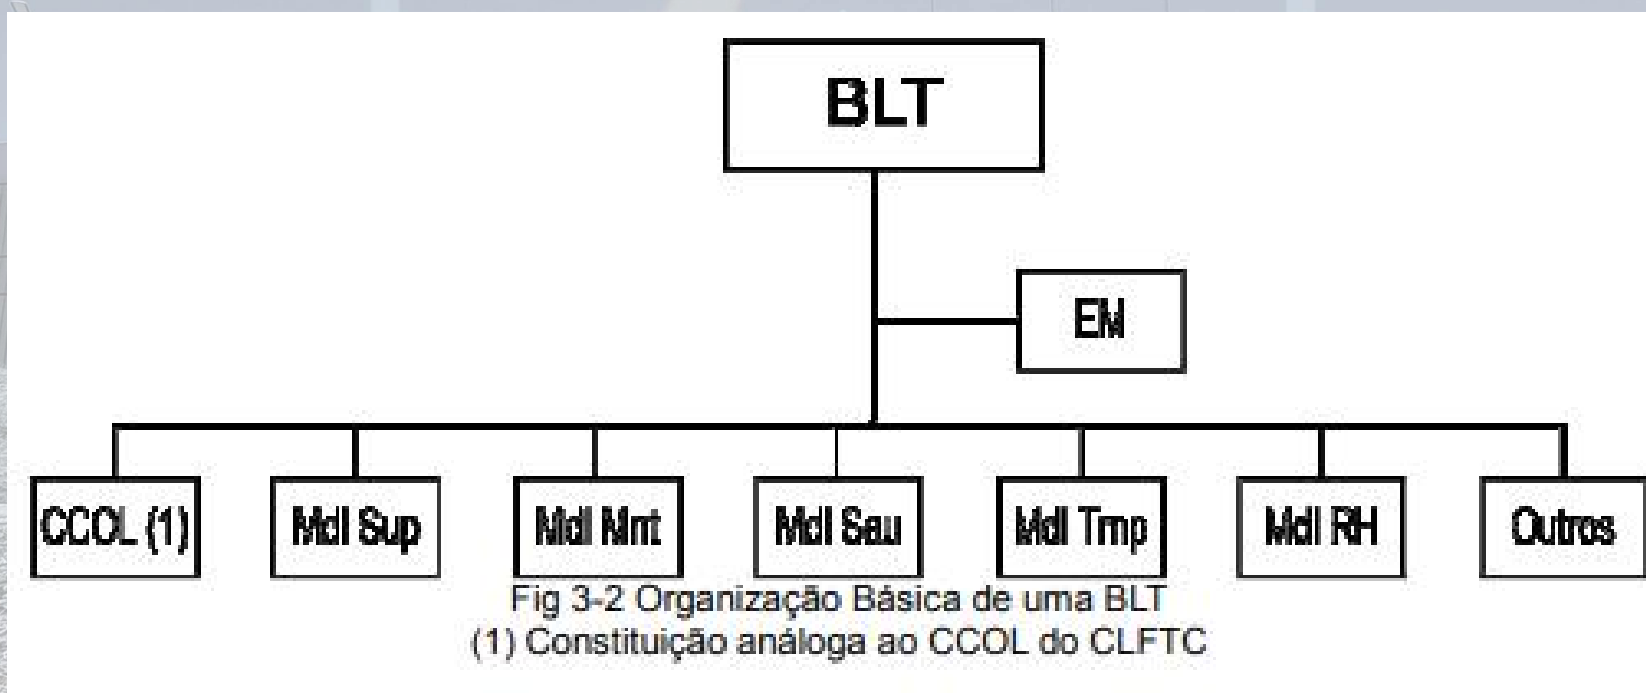 BLT
EM
CCOL (1)
Mdl Sup
Mdl Mnt
Mdl Sau
Mdl Trnp
Mdl RH
Outros
Fig 3-2 Organização Básica de uma BLT
(1) Constituição análoga ao CCOL do CLFTC